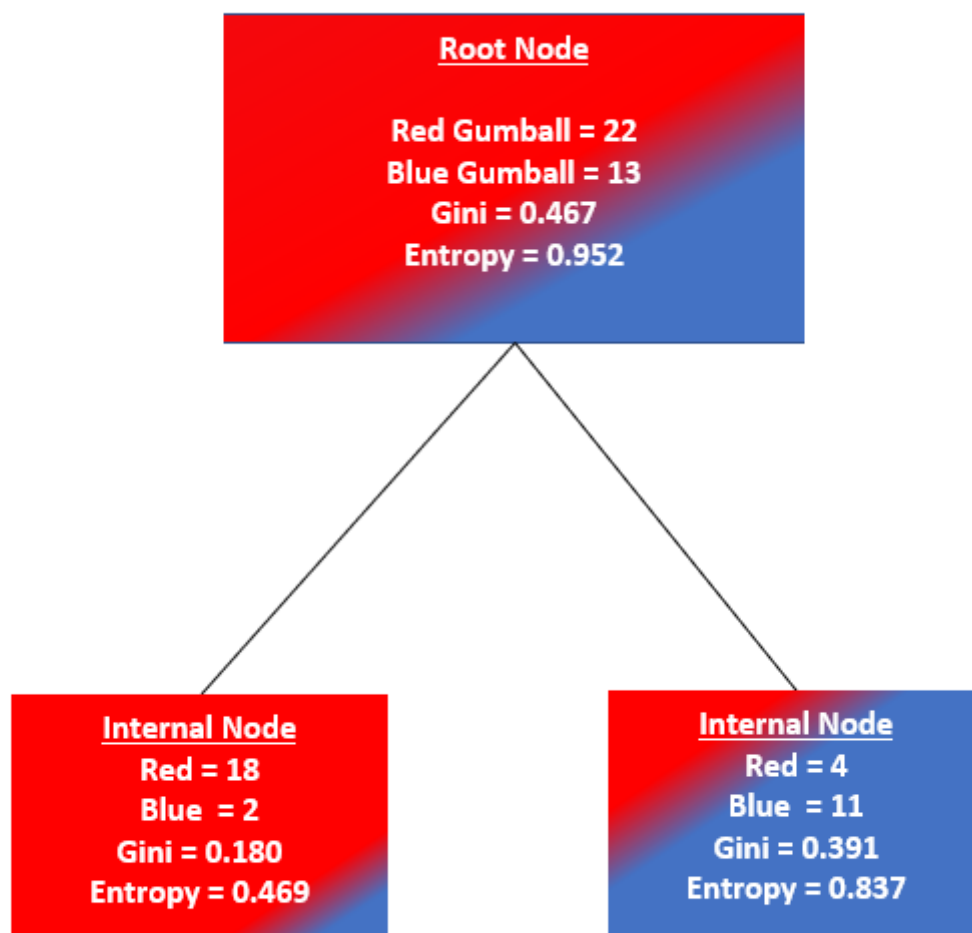 Root Node
Red Gumball = 22
Blue Gumball = 13
Gini = 0.467
Entropy = 0.952
Internal Node
Red = 18
Blue  = 2
Gini = 0.180
Entropy = 0.469
Internal Node
Red = 4
Blue  = 11
Gini = 0.391
Entropy = 0.837